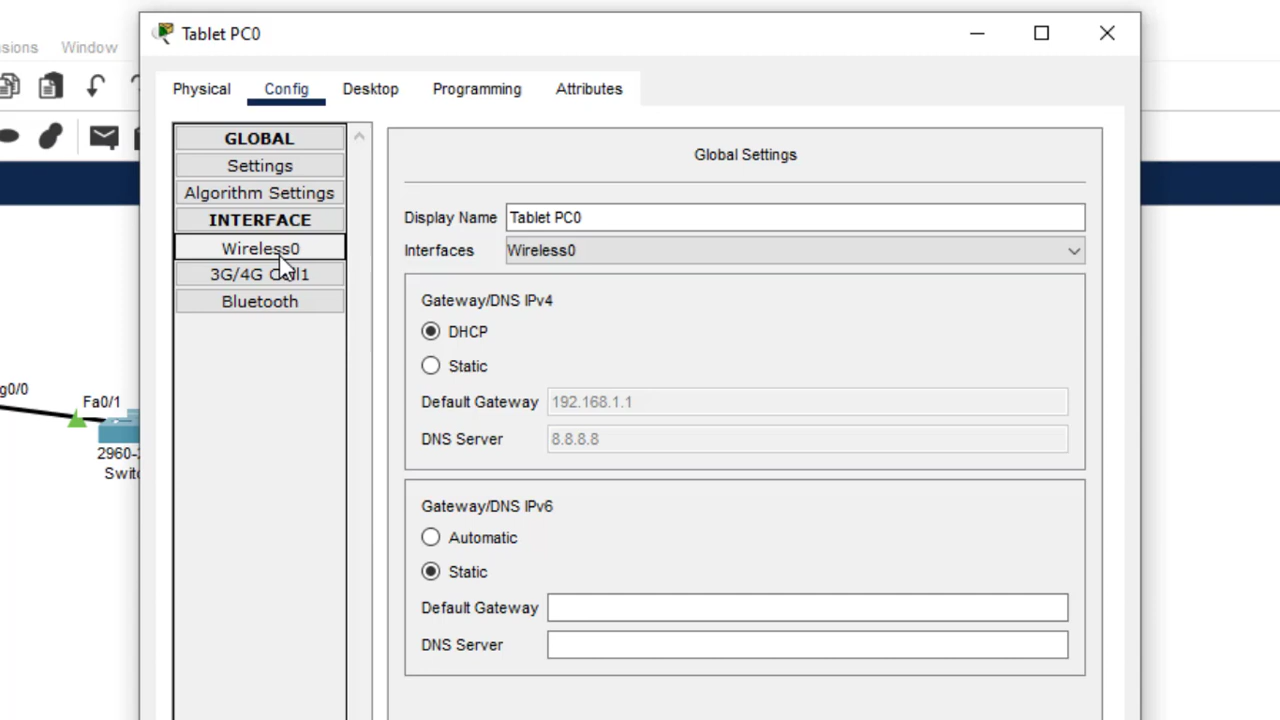 Tablet PC0
sions Window
Physical Config Desktop Programming Attributes
GLOBAL
Settings
Algorithm Settings
INTERFACE
Wireless0
3G/4G
Bluetooth
Global Settings
Display Name Tablet PC0
Interfaces Wireless0
Gateway/DNS IPv4
DHCP
Static
Default Gateway 192.168.1.1
DNS Server 8.8.8.8
Gateway/DNS IPv6
Automatic
Static
Default Gateway
DNS Server
g0/0
Fa0/1
2960-
Swit